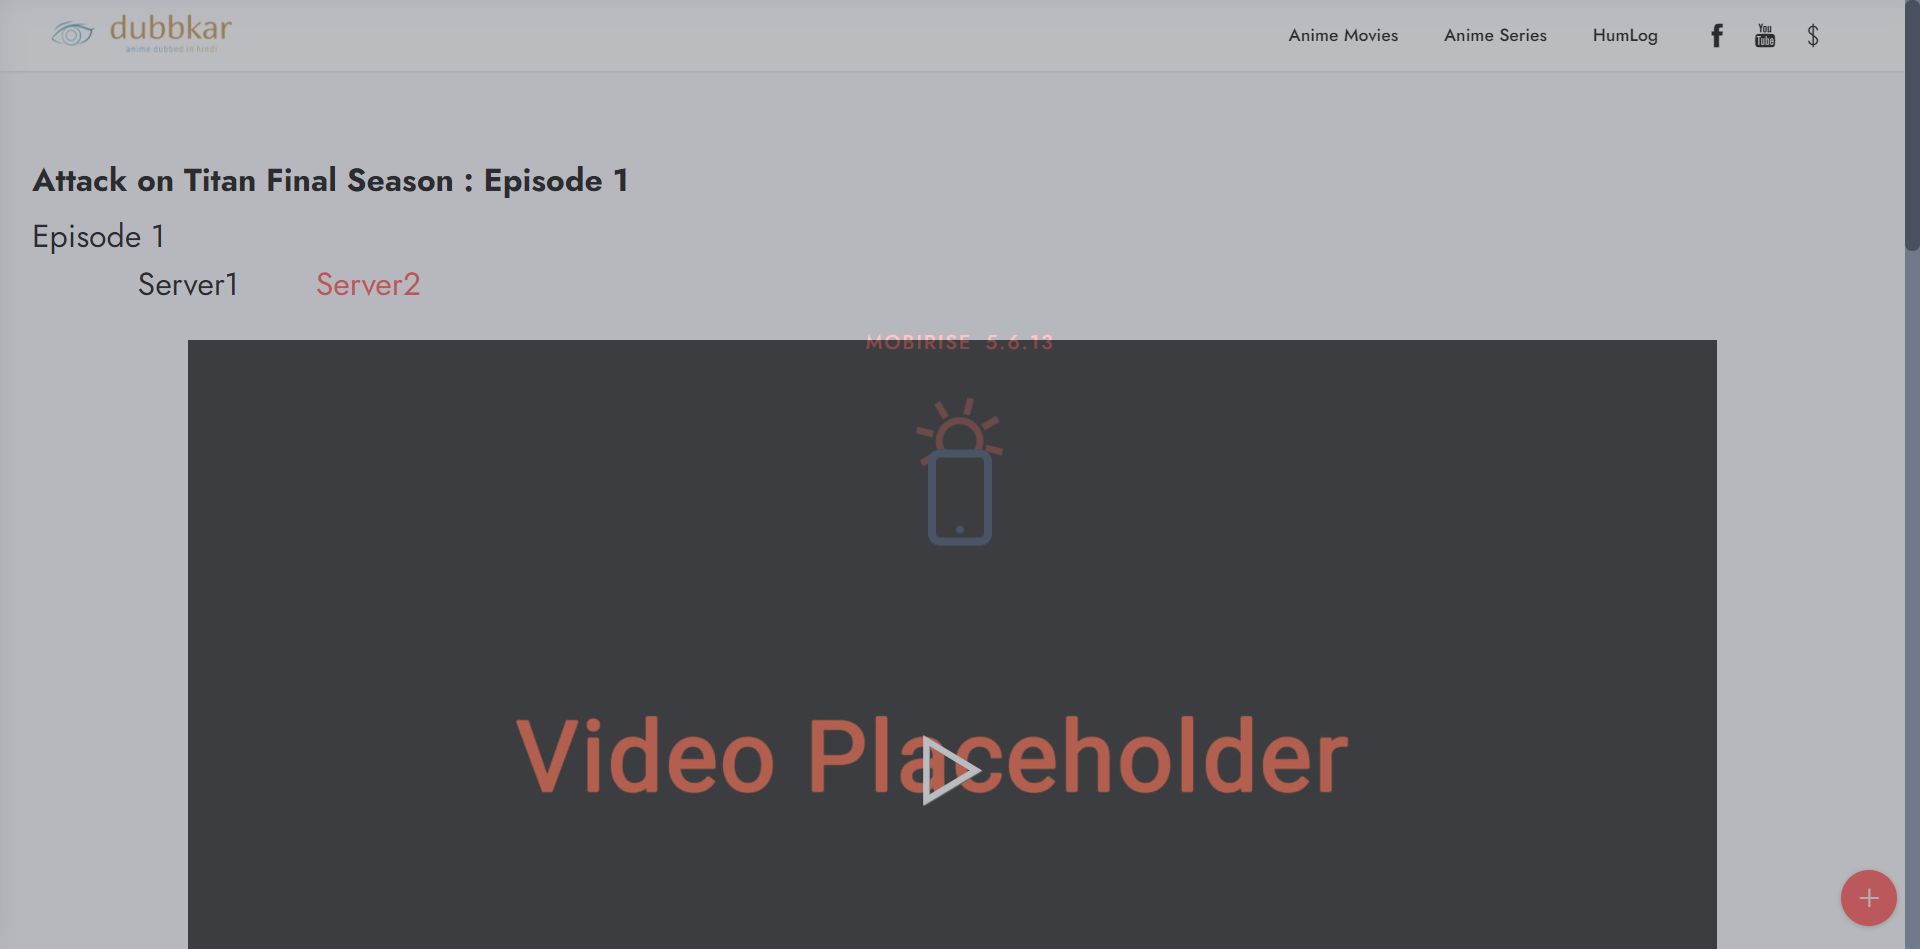 dubbkar
anime dubbed in hindi
Anime Movies
Anime Series
HumLog
You
Tube
$
Attack on Titan Final Season : Episode 1
Episode 1
Server1
Server2
MOBIRISE 5.6.13
Video Placeholder